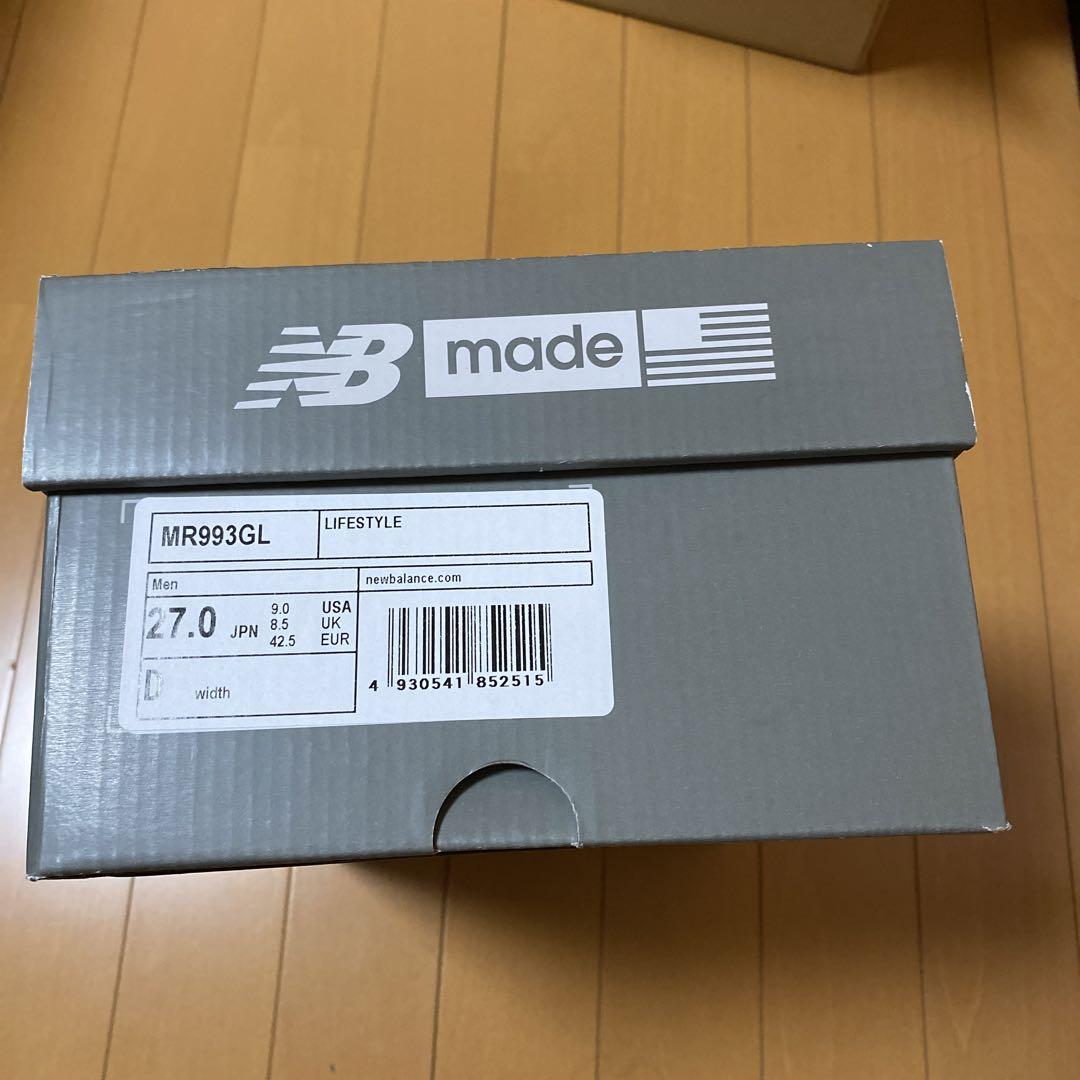 NB made
MR993GL
LIFESTYLE
Men
newbalance.com
27.0 JPN
9.0 USA
8.5 UK
42.5 EUR
D width
4 930541 852515